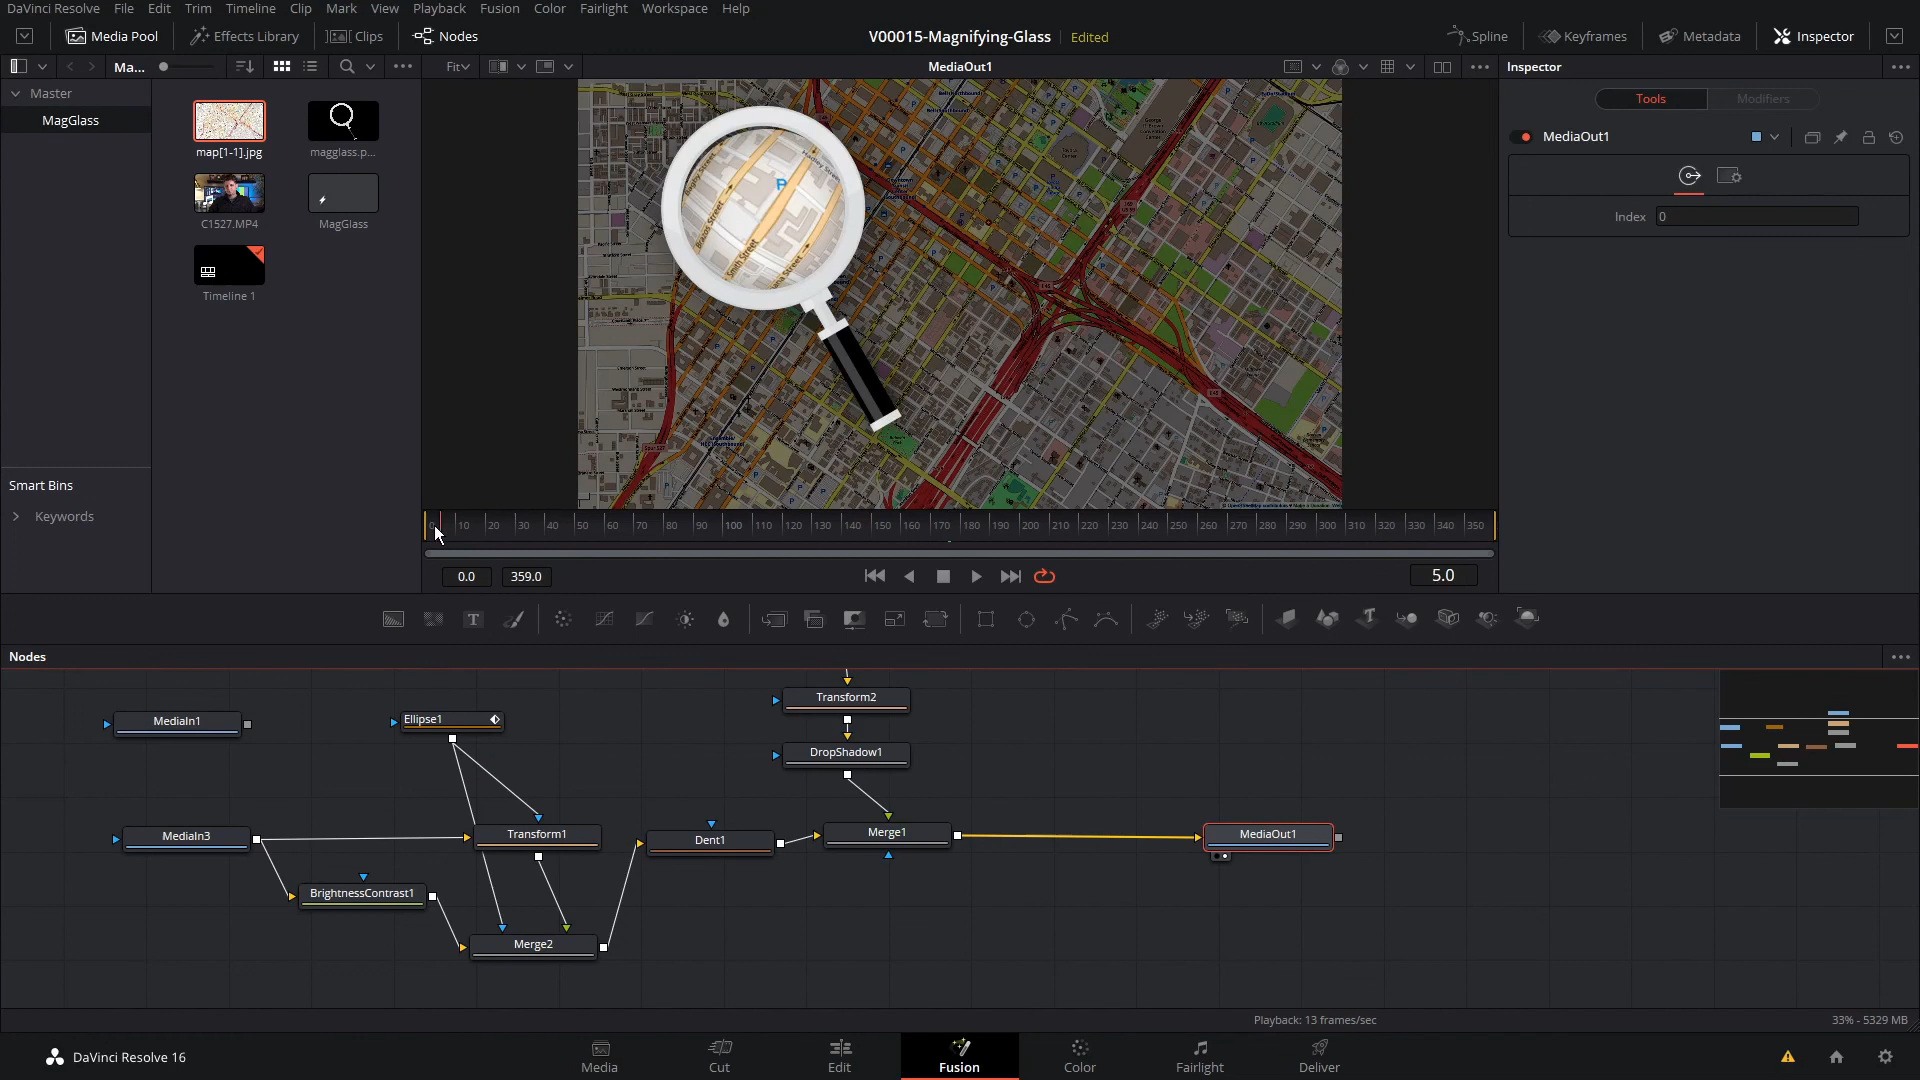 DaVinci Resolve File Edit Trim Timeline Clip Mark View Playback Fusion Color Fairlight Workspace Help
Media Pool Effects Library Clips Nodes V00015-Magnifying-Glass Edited Spline Keyframes Metadata Inspector
Ma... Fit MediaOut1 Inspector
Master
MagGlass
Tools Modifiers
MediaOut1
map[1-1].jpg magglass.p...
Index 0
C1527.MP4 MagGlass
Timeline 1
Smart Bins
Keywords
Smith Street
0 10 20 30 40 50 60 70 80 90 100 110 120 130 140 150 160 170 180 190 200 210 220 230 240 250 260 270 280 290 300 310 320 330 340 350
0.0 359.0 5.0
Nodes
Transform2
MediaIn1 Ellipse1
DropShadow1
MediaIn3 Transform1 Dent1 Merge1 MediaOut1
BrightnessContrast1
Merge2
Playback: 13 frames/sec 33% - 5329 MB
DaVinci Resolve 16 Media Cut Edit Fusion Color Fairlight Deliver